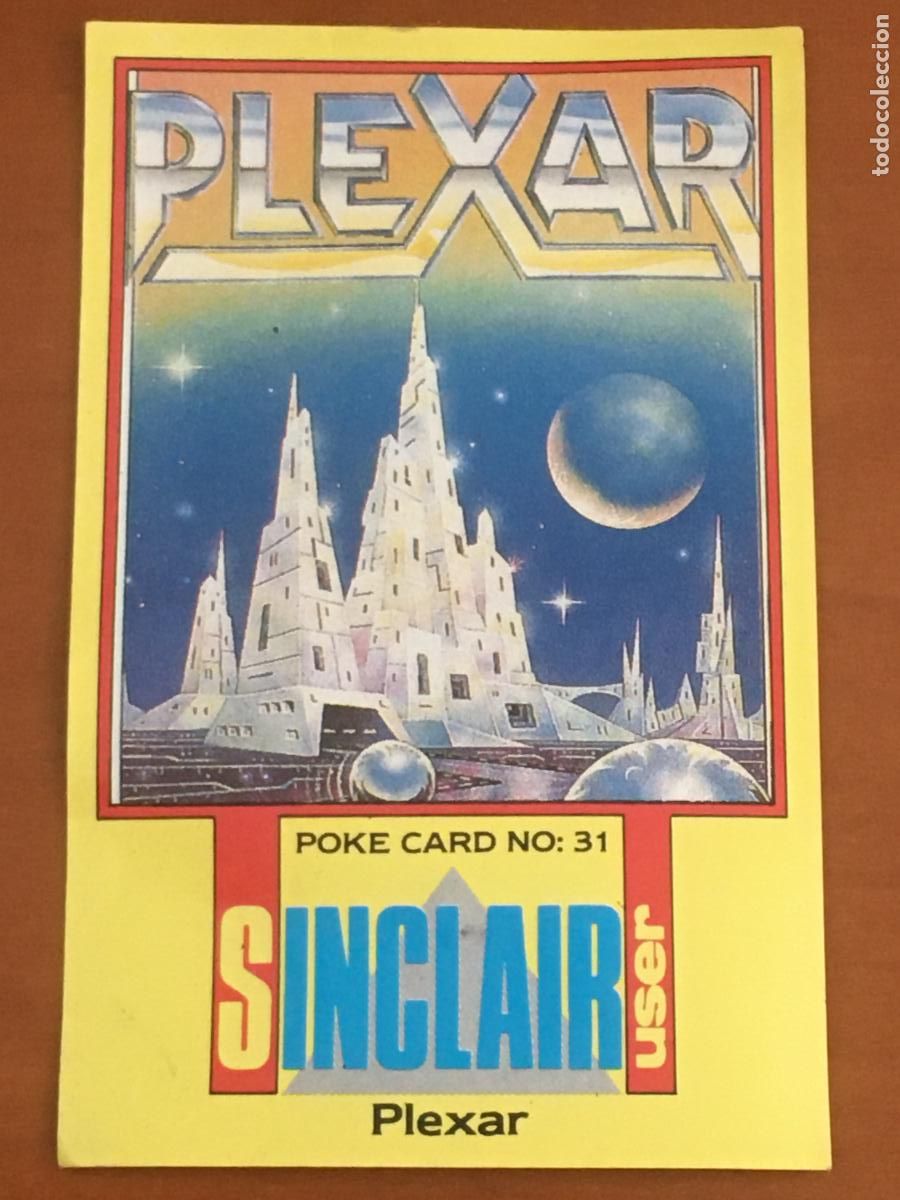 PLEXAR
POKE CARD NO: 31
SINCLAIR user
Plexar
todocoleccion